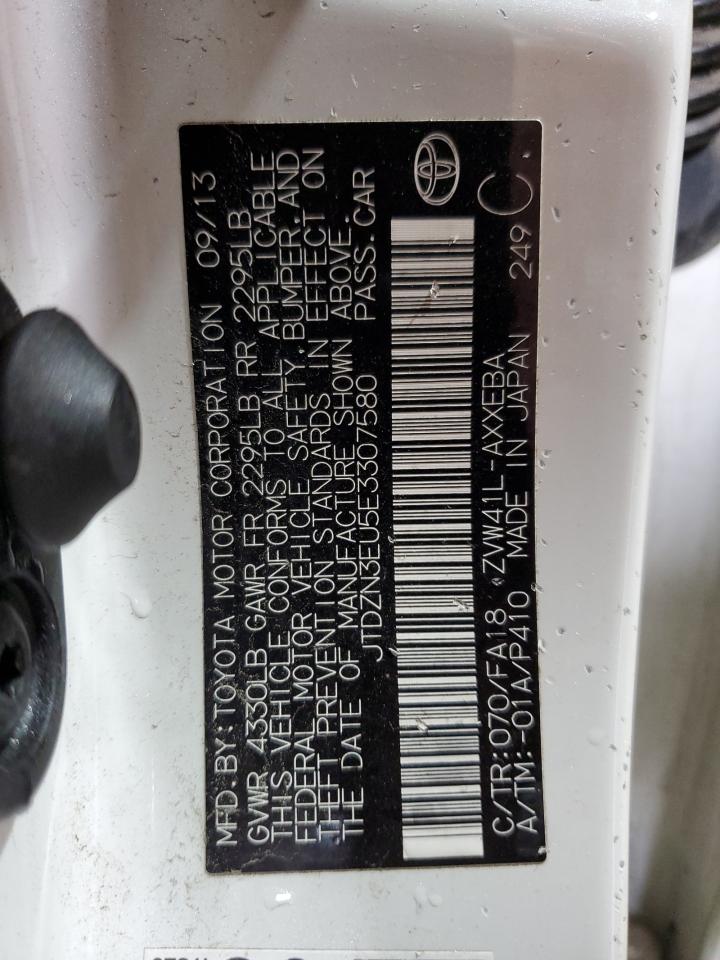 MFD.BY:TOYOTA MOTOR CORPORATION 09/13
GVWR 4330LB GAWR FR 2295LB RR 2295LB
THIS VEHICLE CONFORMS TO ALL APPLICABLE
FEDERAL MOTOR VEHICLE SAFETY, BUMPER, AND
THEFT PREVENTION STANDARDS IN EFFECT ON
THE DATE OF MANUFACTURE SHOWN ABOVE.
JTDZN3EU5E3307580 PASS.CAR
C/TR:070/FA18 ZVW41L-AXXEBA
A/TM:-01A/P410 MADE IN JAPAN 249 C